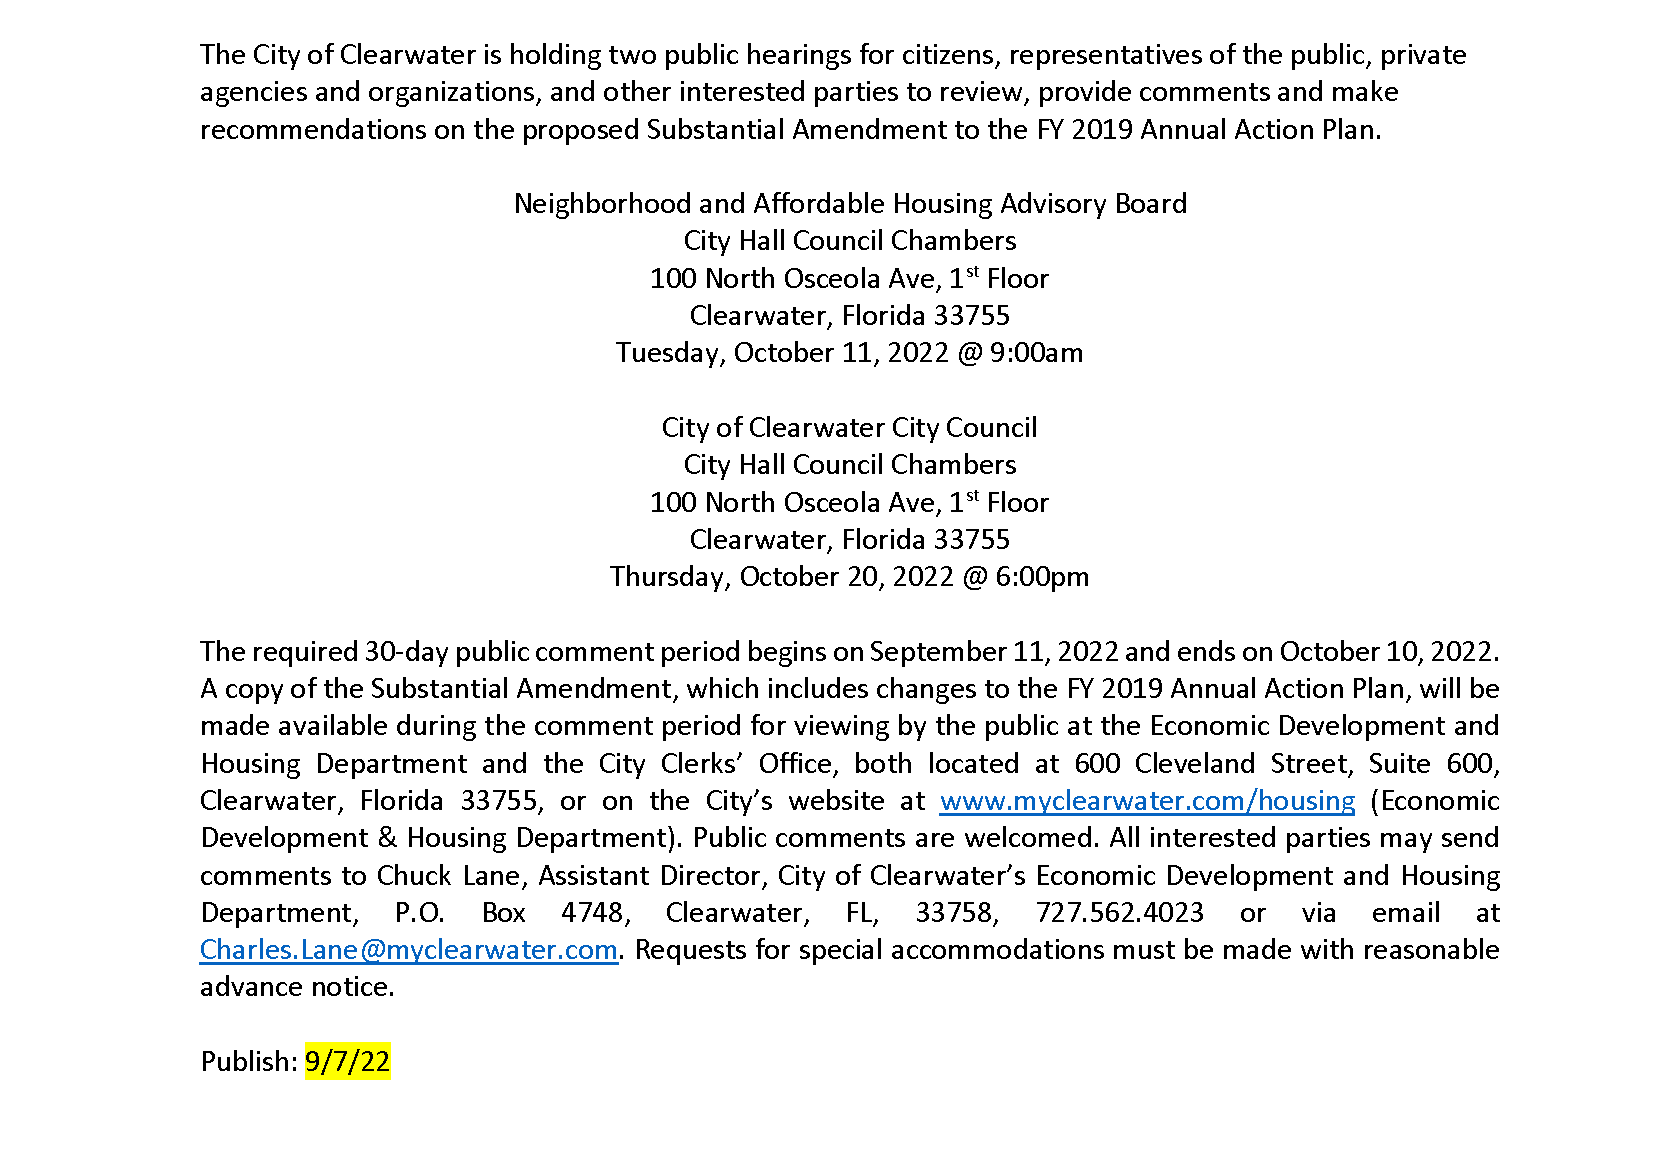 The City of Clearwater is holding two public hearings for citizens, representatives of the public, private
agencies and organizations, and other interested parties to review, provide comments and make
recommendations on the proposed Substantial Amendment to the FY 2019 Annual Action Plan.
Neighborhood and Affordable Housing Advisory Board
City Hall Council Chambers
100 North Osceola Ave, 1st Floor
Clearwater, Florida 33755
Tuesday, October 11, 2022 @ 9:00am
City of Clearwater City Council
City Hall Council Chambers
100 North Osceola Ave, 1st Floor
Clearwater, Florida 33755
Thursday, October 20, 2022 @ 6:00pm
The required 30-day public comment period begins on September 11, 2022 and ends on October 10, 2022.
A copy of the Substantial Amendment, which includes changes to the FY 2019 Annual Action Plan, will be
made available during the comment period for viewing by the public at the Economic Development and
Housing Department and the City Clerks’ Office, both located at 600 Cleveland Street, Suite 600,
Clearwater, Florida 33755, or on the City’s website at www.myclearwater.com/housing (Economic
Development & Housing Department). Public comments are welcomed. All interested parties may send
comments to Chuck Lane, Assistant Director, City of Clearwater’s Economic Development and Housing
Department, P.O. Box 4748, Clearwater, FL, 33758, 727.562.4023 or via email at
Charles.Lane@myclearwater.com. Requests for special accommodations must be made with reasonable
advance notice.
Publish: 9/7/22